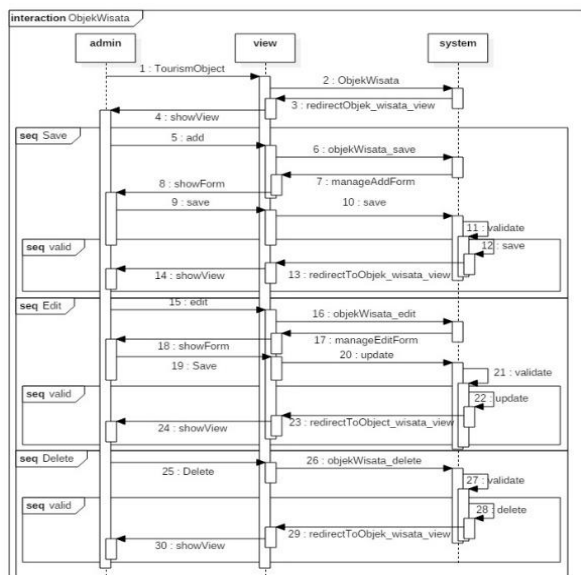 interaction ObjekWisata
admin view system
1 : TourismObject
2 : ObjekWisata
3 : redirectObjek_wisata_view
4 : showView
seq Save
5 : add
6 : objekWisata_save
7 : manageAddForm
8 : showForm
9 : save
10 : save
11 : validate
seq valid
12 : save
13 : redirectToObjek_wisata_view
14 : showView
seq Edit
15 : edit
16 : objekWisata_edit
17 : manageEditForm
18 : showForm
19 : Save
20 : update
21 : validate
seq valid
22 : update
23 : redirectToObject_wisata_view
24 : showView
seq Delete
25 : Delete
26 : objekWisata_delete
27 : validate
seq valid
28 : delete
29 : redirectToObjek_wisata_view
30 : showView